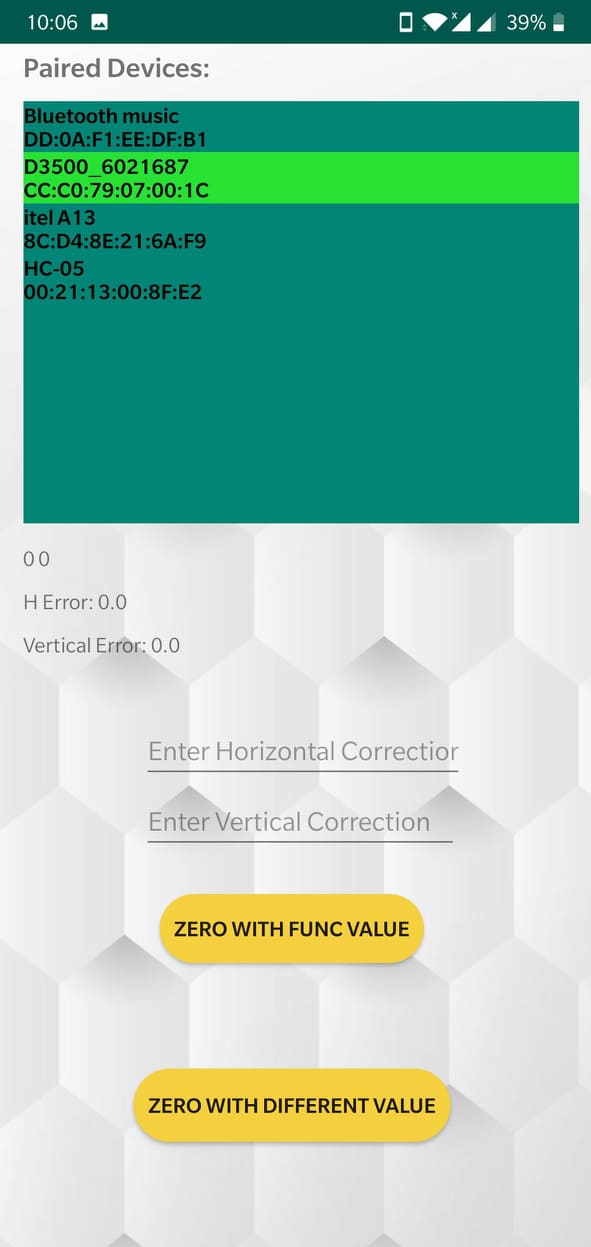 10:06
39%
Paired Devices:
Bluetooth music
DD:0A:F1:EE:DF:B1
D3500_6021687
CC:C0:79:07:00:1C
itel A13
8C:D4:8E:21:6A:F9
HC-05
00:21:13:00:8F:E2
0 0
H Error: 0.0
Vertical Error: 0.0
Enter Horizontal Correction
Enter Vertical Correction
ZERO WITH FUNC VALUE
ZERO WITH DIFFERENT VALUE